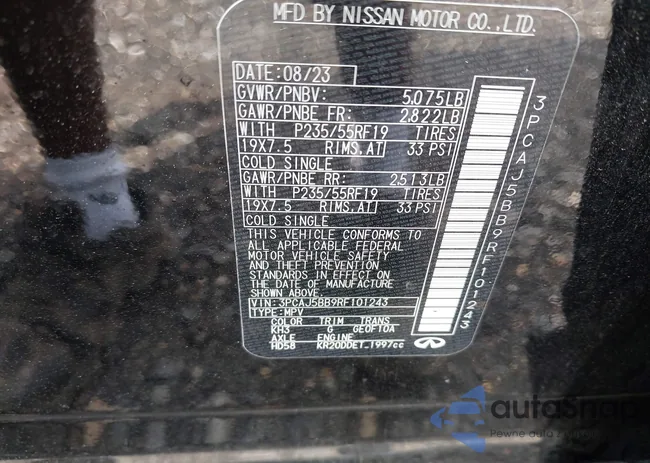 MFD BY NISSAN MOTOR CO.,LTD.
DATE:08/23
GVWR/PNBV: 5,075LB
GAWR/PNBE FR: 2,822LB
WITH P235/55RF19 TIRES
19X7.5 RIMS,AT 33 PSI
COLD SINGLE
GAWR/PNBE RR: 2,513LB
WITH P235/55RF19 TIRES
19X7.5 RIMS,AT 33 PSI
COLD SINGLE
THIS VEHICLE CONFORMS TO
ALL APPLICABLE FEDERAL
MOTOR VEHICLE SAFETY
AND THEFT PREVENTION
STANDARDS IN EFFECT ON
THE DATE OF MANUFACTURE
SHOWN ABOVE.
VIN:3PCAJ5BB9RF101243
TYPE:MPV
COLOR TRIM TRANS
KH3 G GE0F10A
AXLE ENGINE
HD58 KR20DDET-1997cc
3PCAJ5BB9RF101243
autoSnap
Pewne auto z